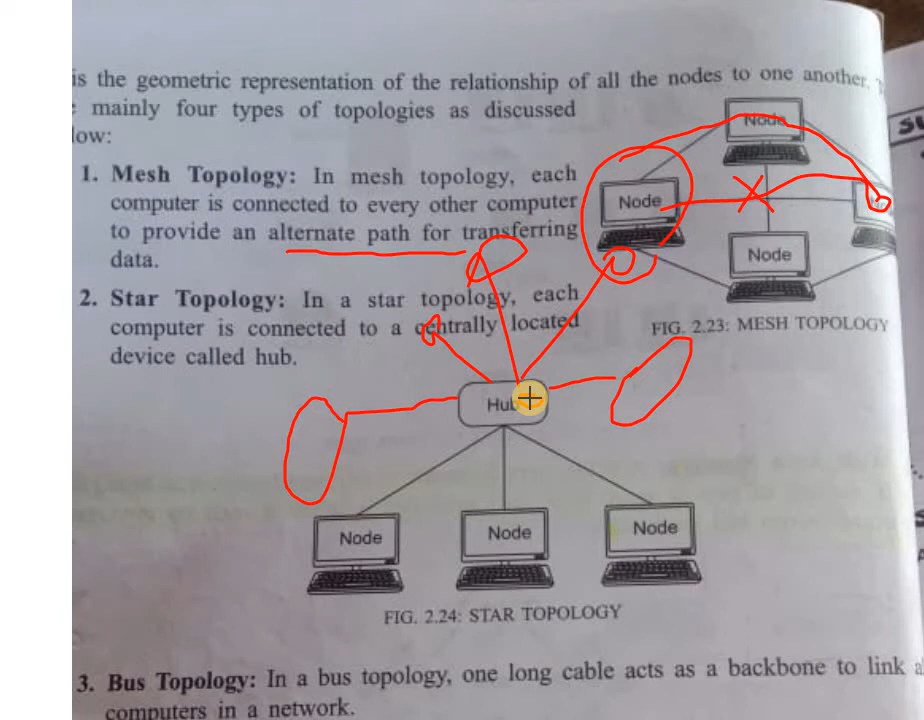 is the geometric representation of the relationship of all the nodes to one another.
mainly four types of topologies as discussed
low:
1. Mesh Topology: In mesh topology, each
computer is connected to every other computer
to provide an alternate path for transferring
data.
Node
Node
Node
FIG. 2.23: MESH TOPOLOGY
2. Star Topology: In a star topology, each
computer is connected to a centrally located
device called hub.
Hub
Node
Node
Node
FIG. 2.24: STAR TOPOLOGY
3. Bus Topology: In a bus topology, one long cable acts as a backbone to link
computers in a network.